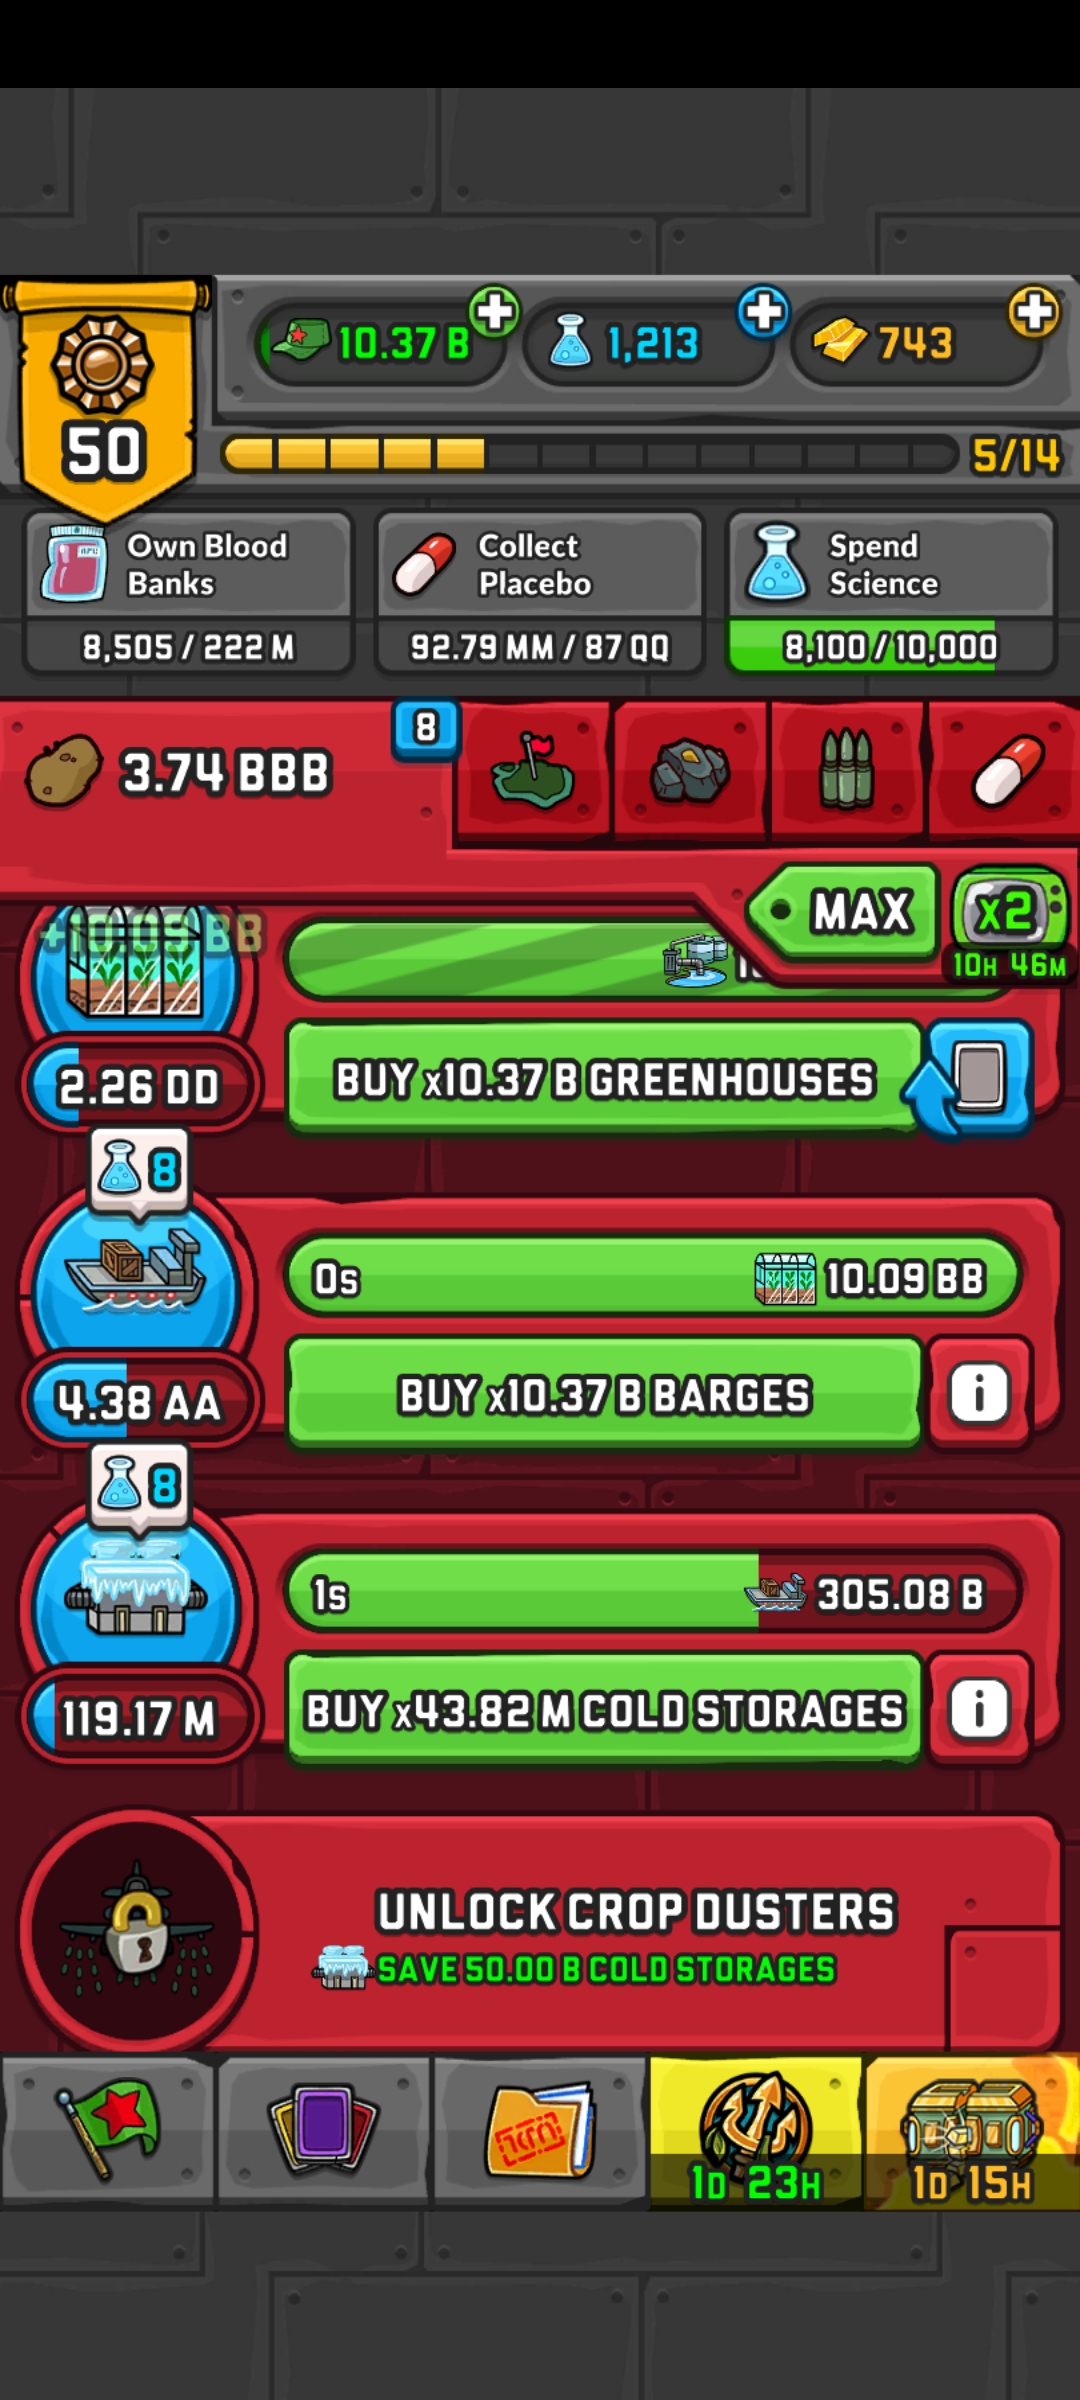 10.37 B
1,213
743
50
5/14
Own Blood
Banks
8,505 / 222 M
Collect
Placebo
92.79 MM / 87 QQ
Spend
Science
8,100 / 10,000
3.74 BBB
8
MAX
x2
10H 46M
+10.09 BB
2.26 DD
BUY x10.37 B GREENHOUSES
8
0s
10.09 BB
4.38 AA
BUY x10.37 B BARGES
i
8
1s
305.08 B
119.17 M
BUY x43.82 M COLD STORAGES
i
UNLOCK CROP DUSTERS
SAVE 50.00 B COLD STORAGES
1D 23H
1D 15H